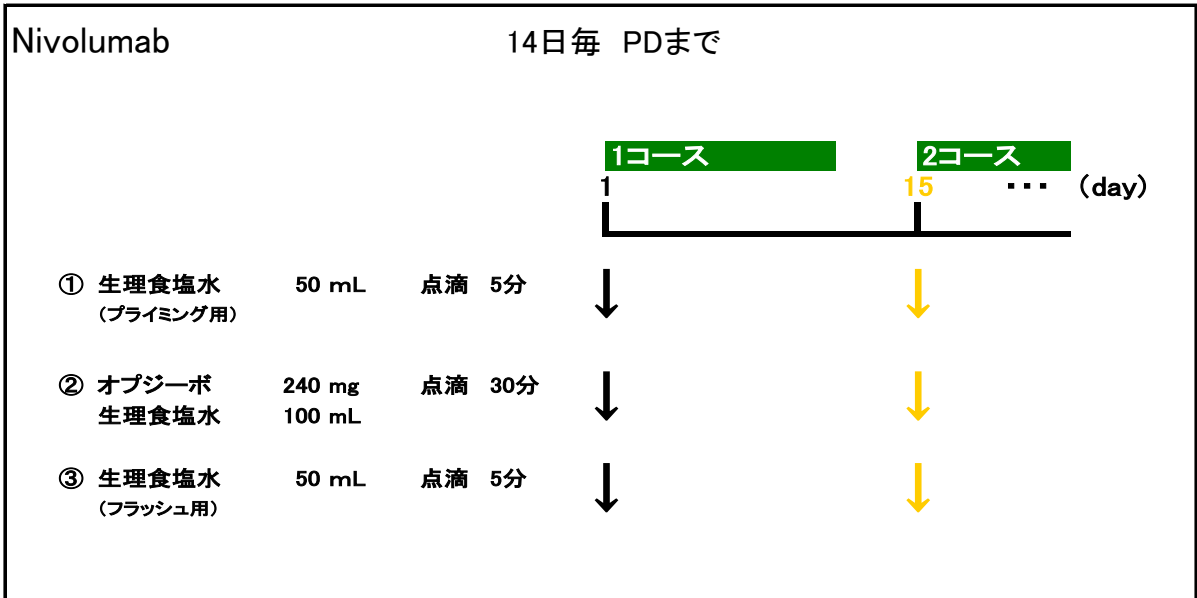 Nivolumab 14日毎 PDまで
1コース 2コース
1 15 ・・・ (day)
① 生理食塩水 50 mL 点滴 5分
(プライミング用)
② オプジーボ 240 mg 点滴 30分
生理食塩水 100 mL
③ 生理食塩水 50 mL 点滴 5分
(フラッシュ用)